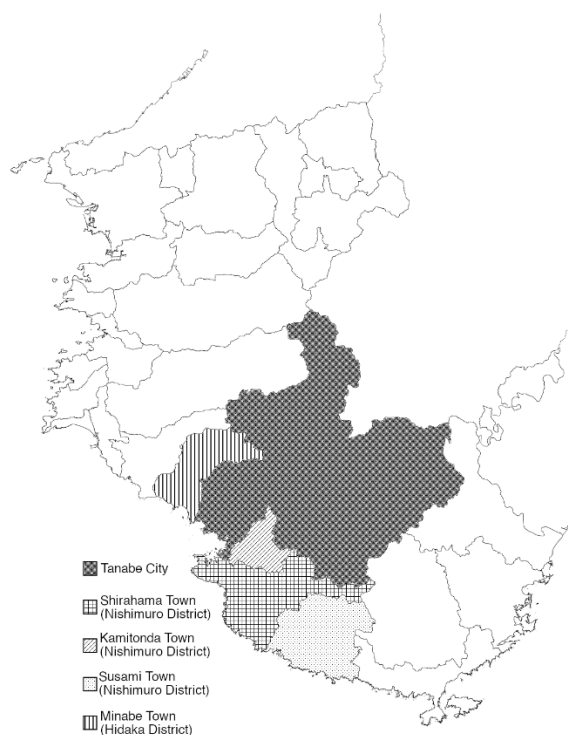 Tanabe City
Shirahama Town
(Nishimuro District)
Kamitonda Town
(Nishimuro District)
Susami Town
(Nishimuro District)
Minabe Town
(Hidaka District)